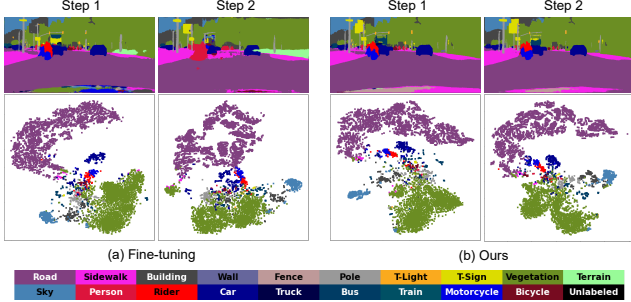 Step 1 Step 2 Step 1 Step 2
(a) Fine-tuning (b) Ours
Road Sidewalk Building Wall Fence Pole T-Light T-Sign Vegetation Terrain
Sky Person Rider Car Truck Bus Train Motorcycle Bicycle Unlabeled